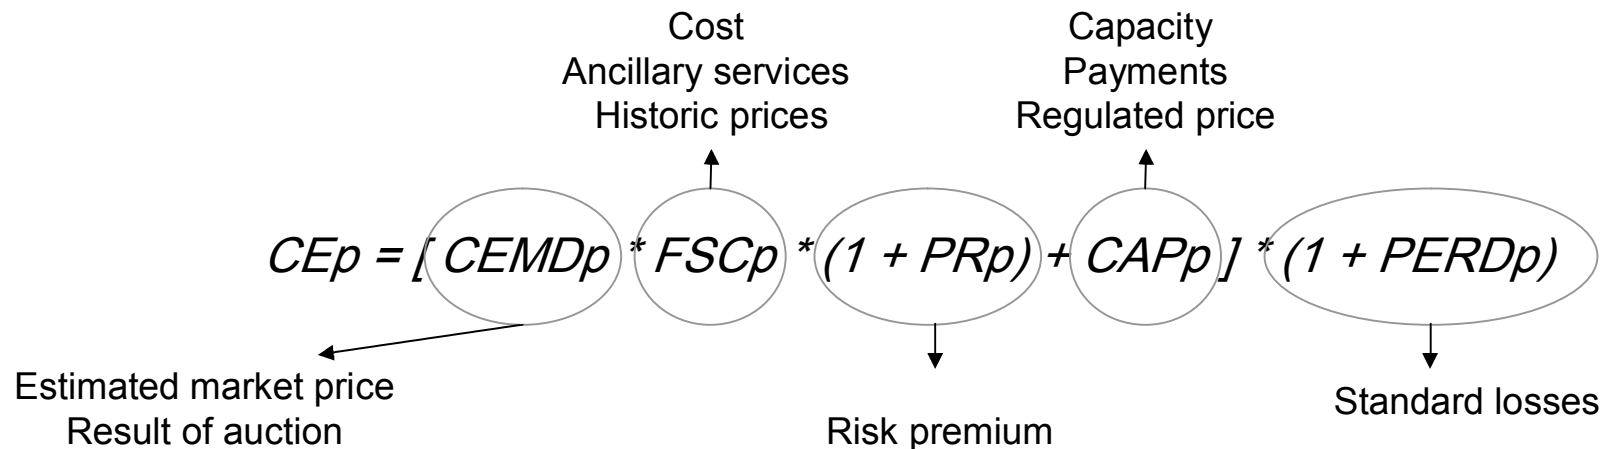 Cost
Ancillary services
Historic prices
Capacity
Payments
Regulated price
CEp = [ CEMDp * FSCp * (1 + PRp) + CAPp ] * (1 + PERDp)
Estimated market price
Result of auction
Risk premium
Standard losses